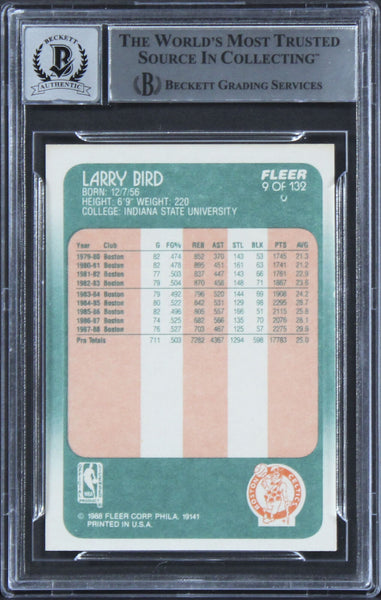 BECKETT
AUTHENTIC
THE WORLD'S MOST TRUSTED
SOURCE IN COLLECTING™
BECKETT GRADING SERVICES
LARRY BIRD
BORN: 12/7/56
HEIGHT: 6'9" WEIGHT: 220
COLLEGE: INDIANA STATE UNIVERSITY
FLEER
9 OF 132
Year Club G FG% REB AST STL BLK PTS AVG
1979-80 Boston 82 .474 852 370 143 53 1745 21.3
1980-81 Boston 82 .478 895 451 161 63 1741 21.2
1981-82 Boston 77 .503 837 447 143 66 1761 22.9
1982-83 Boston 79 .504 870 458 148 71 1867 23.6
1983-84 Boston 79 .492 796 520 144 1908 24.2
1984-85 Boston 80 .522 842 531 129 98 2295 28.7
1985-86 Boston 82 .496 805 557 166 51 2115 25.8
1986-87 Boston 74 .525 682 566 135 70 2076 28.1
1987-88 Boston 76 .527 703 467 125 57 2275 29.9
Pro Totals 711 .503 7282 4367 1294 598 17783 25.0
NBA
BOSTON CELTICS
© 1988 FLEER CORP. PHILA. 19141
PRINTED IN U.S.A.